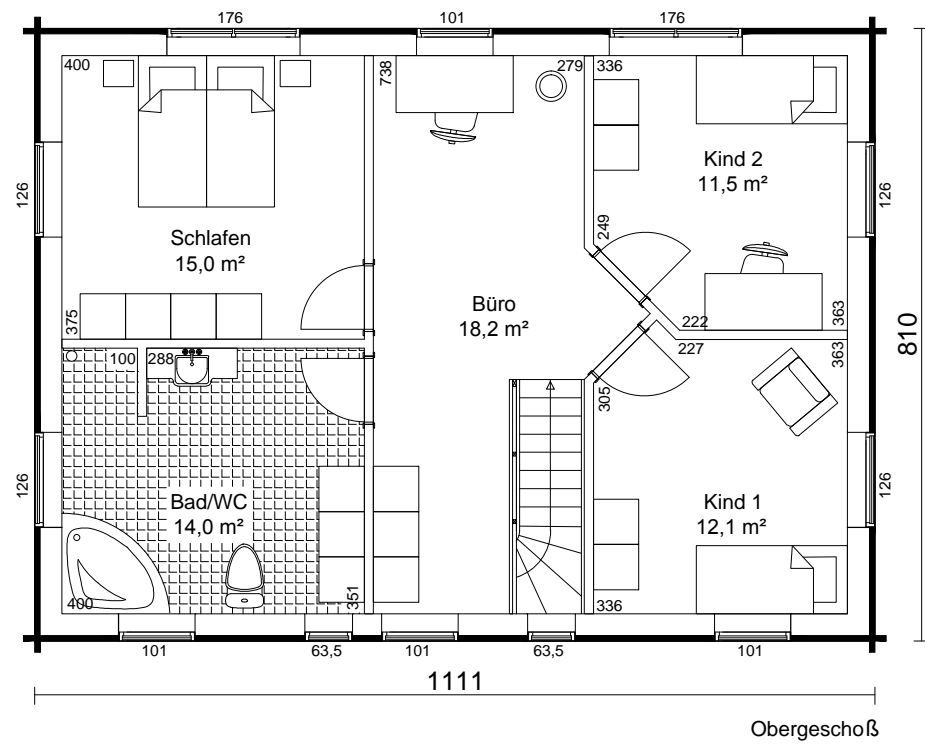 176
101
176
400
738
279
336
126
Kind 2
11,5 m²
126
Schlafen
15,0 m²
249
Büro
18,2 m²
375
222
363
810
100
288
227
363
305
126
Bad/WC
14,0 m²
Kind 1
12,1 m²
126
400
351
336
101
63,5
101
63,5
101
1111
Obergeschoß